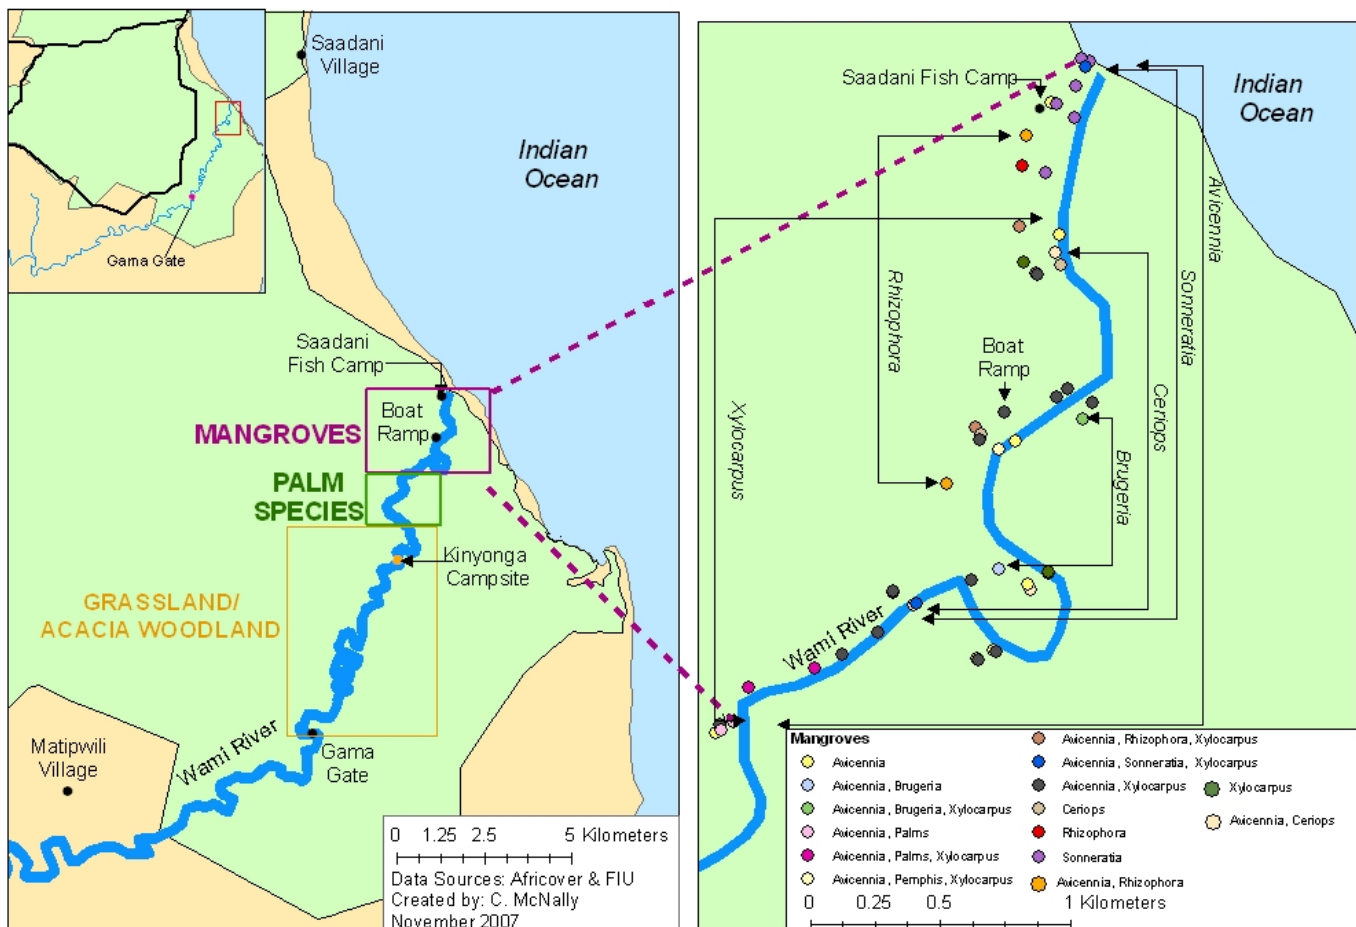 Saadani
Village
Indian
Ocean
Gama Gate
Saadani
Fish Camp
Boat
Ramp
MANGROVES
PALM
SPECIES
Kinyonga
Campsite
GRASSLAND/
ACACIA WOODLAND
Wami River
Matipwili
Village
Gama
Gate
0 1.25 2.5 5 Kilometers
Data Sources: Africover & FIU
Created by: C. McNally
November 2007
Saadani Fish Camp
Indian
Ocean
Avicennia
Sonneratia
Rhizophora
Boat
Ramp
Ceriops
Xylocarpus
Brugeria
Wami River
Mangroves
Avicennia
Avicennia, Brugeria
Avicennia, Brugeria, Xylocarpus
Avicennia, Palms
Avicennia, Palms, Xylocarpus
Avicennia, Pemphis, Xylocarpus
Avicennia, Rhizophora, Xylocarpus
Avicennia, Sonneratia, Xylocarpus
Avicennia, Xylocarpus
Ceriops
Rhizophora
Sonneratia
Avicennia, Rhizophora
Xylocarpus
Avicennia, Ceriops
0 0.25 0.5 1 Kilometers